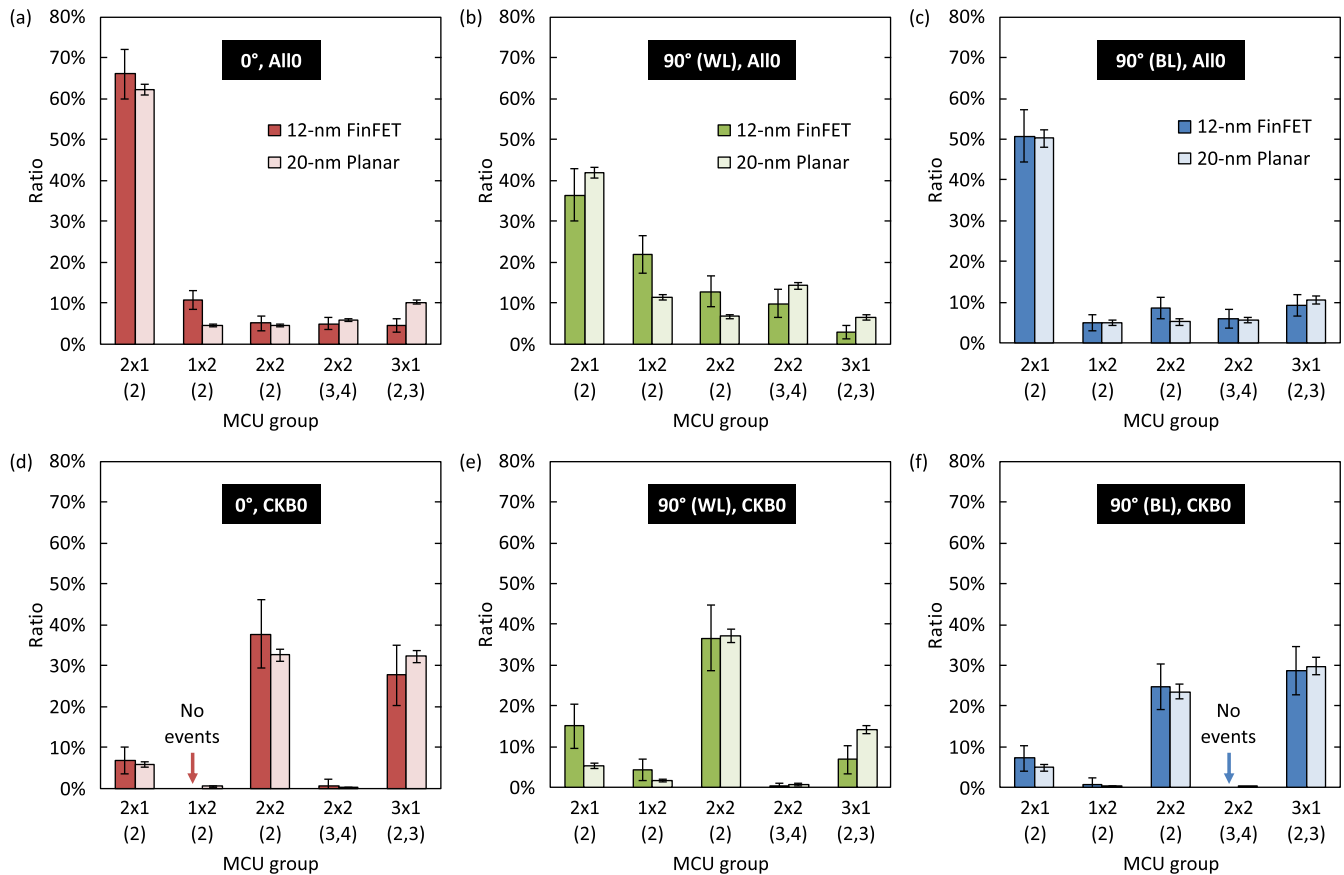 (a)
80%
70%
60%
50%
40%
30%
20%
10%
0%
Ratio
0°, All0
12-nm FinFET
20-nm Planar
2x1 1x2 2x2 2x2 3x1
(2) (2) (2) (3,4) (2,3)
MCU group
(b)
80%
70%
60%
50%
40%
30%
20%
10%
0%
Ratio
90° (WL), All0
12-nm FinFET
20-nm Planar
2x1 1x2 2x2 2x2 3x1
(2) (2) (2) (3,4) (2,3)
MCU group
(c)
80%
70%
60%
50%
40%
30%
20%
10%
0%
Ratio
90° (BL), All0
12-nm FinFET
20-nm Planar
2x1 1x2 2x2 2x2 3x1
(2) (2) (2) (3,4) (2,3)
MCU group
(d)
80%
70%
60%
50%
40%
30%
20%
10%
0%
Ratio
0°, CKB0
No
events
2x1 1x2 2x2 2x2 3x1
(2) (2) (2) (3,4) (2,3)
MCU group
(e)
80%
70%
60%
50%
40%
30%
20%
10%
0%
Ratio
90° (WL), CKB0
2x1 1x2 2x2 2x2 3x1
(2) (2) (2) (3,4) (2,3)
MCU group
(f)
80%
70%
60%
50%
40%
30%
20%
10%
0%
Ratio
90° (BL), CKB0
No
events
2x1 1x2 2x2 2x2 3x1
(2) (2) (2) (3,4) (2,3)
MCU group